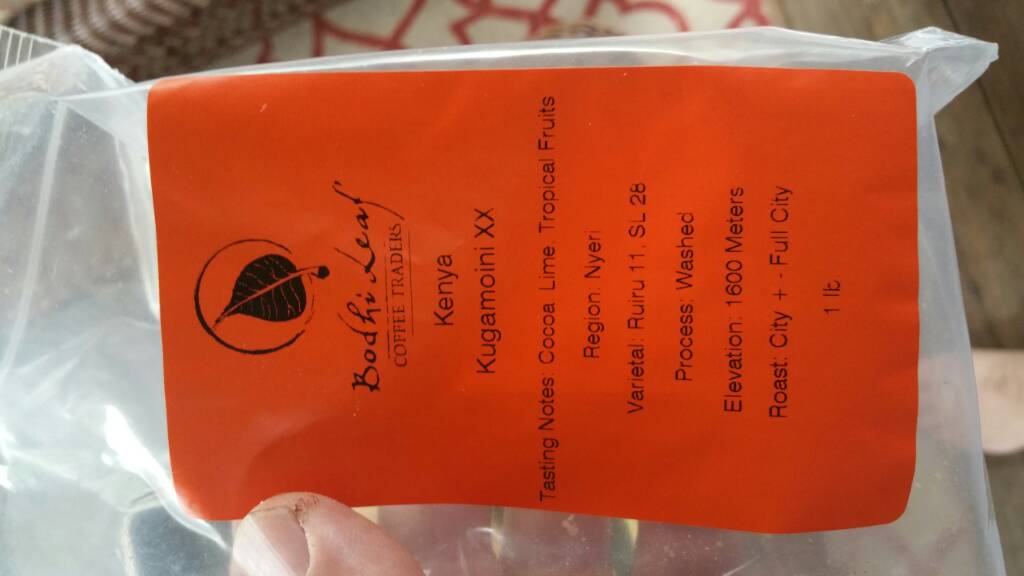 Bodhi Leaf
COFFEE TRADERS
Kenya
Kugamoini XX
Tasting Notes: Cocoa, Lime, Tropical Fruits
Region: Nyeri
Varietal: Ruiru 11, SL 28
Process: Washed
Elevation: 1600 Meters
Roast: City + - Full City
1 lb